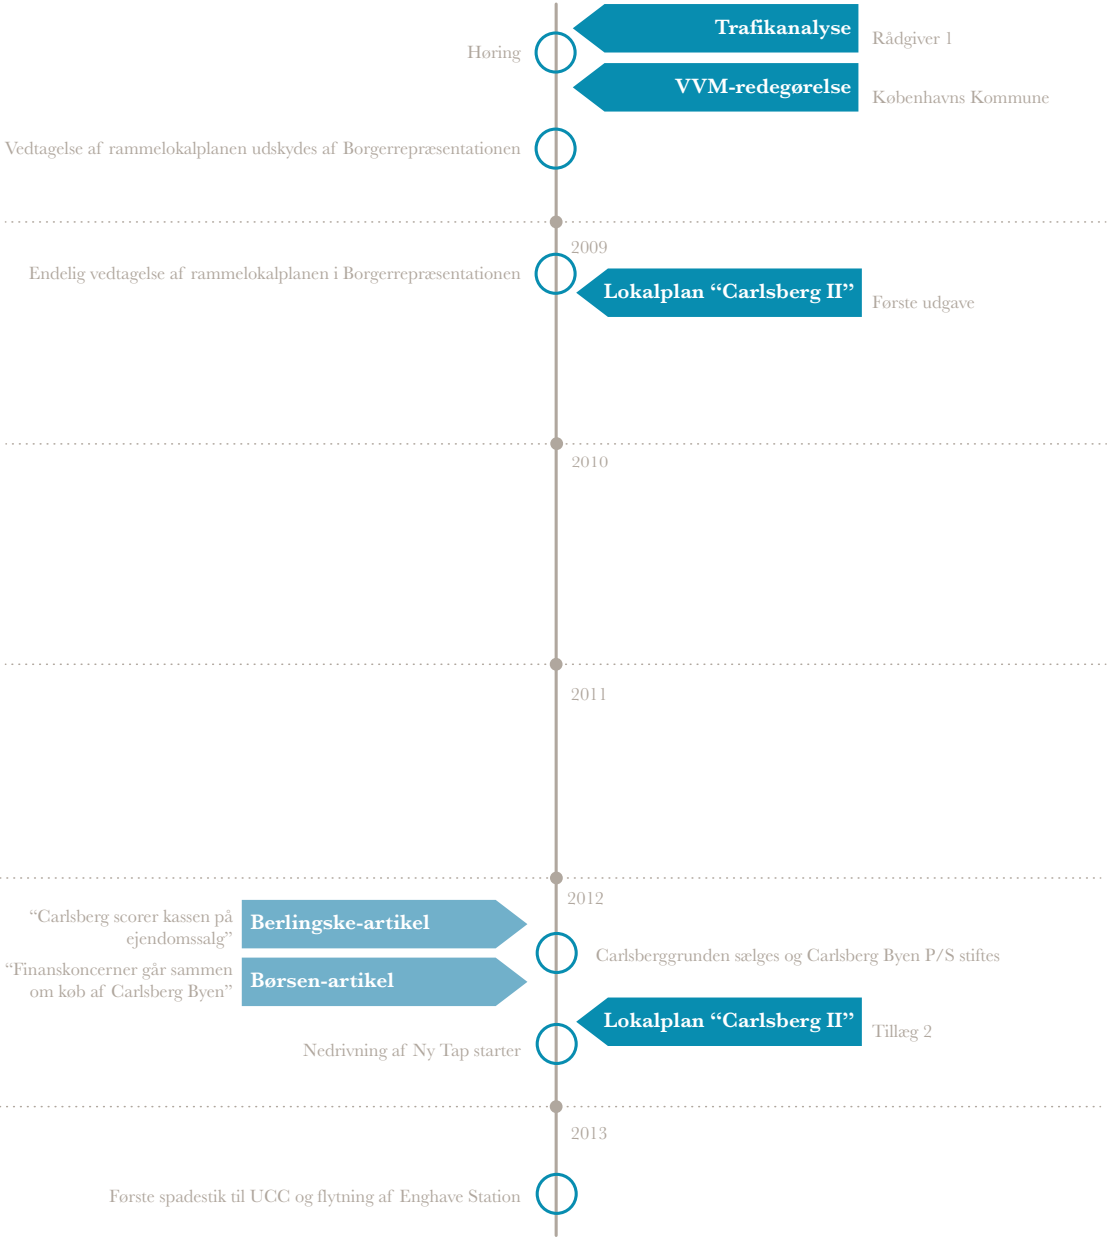 Trafikanalyse
Rådgiver 1
Høring
VVM-redegørelse
Københavns Kommune
Vedtagelse af rammelokalplanen udskydes af Borgerrepræsentationen
2009
Endelig vedtagelse af rammelokalplanen i Borgerrepræsentationen
Lokalplan “Carlsberg II”
Første udgave
2010
2011
2012
“Carlsberg scorer kassen på
ejendomssalg”
Berlingske-artikel
Carlsberggrunden sælges og Carlsberg Byen P/S stiftes
“Finanskoncerner går sammen
om køb af Carlsberg Byen”
Børsen-artikel
Lokalplan “Carlsberg II”
Tillæg 2
Nedrivning af Ny Tap starter
2013
Første spadestik til UCC og flytning af Enghave Station